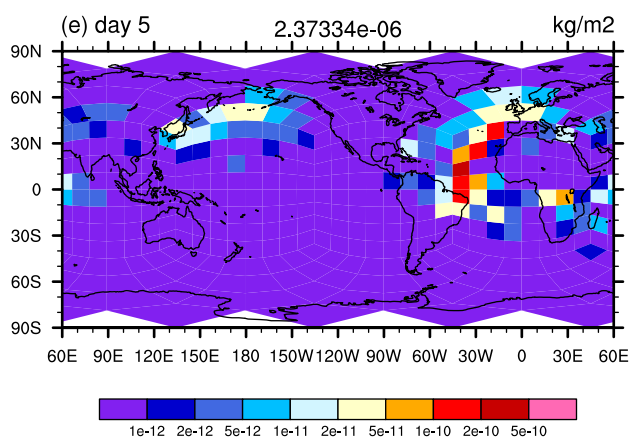 (e) day 5 2.37334e-06 kg/m2
90N
60N
30N
0
30S
60S
90S
60E 90E 120E 150E 180 150W 120W 90W 60W 30W 0 30E 60E
1e-12 2e-12 5e-12 1e-11 2e-11 5e-11 1e-10 2e-10 5e-10